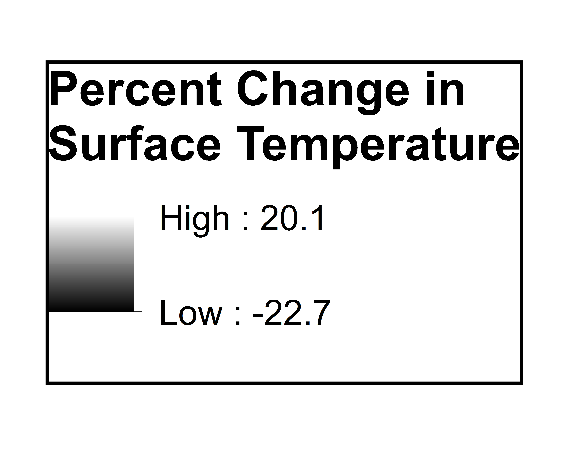 Percent Change in
Surface Temperature
High : 20.1
Low : -22.7